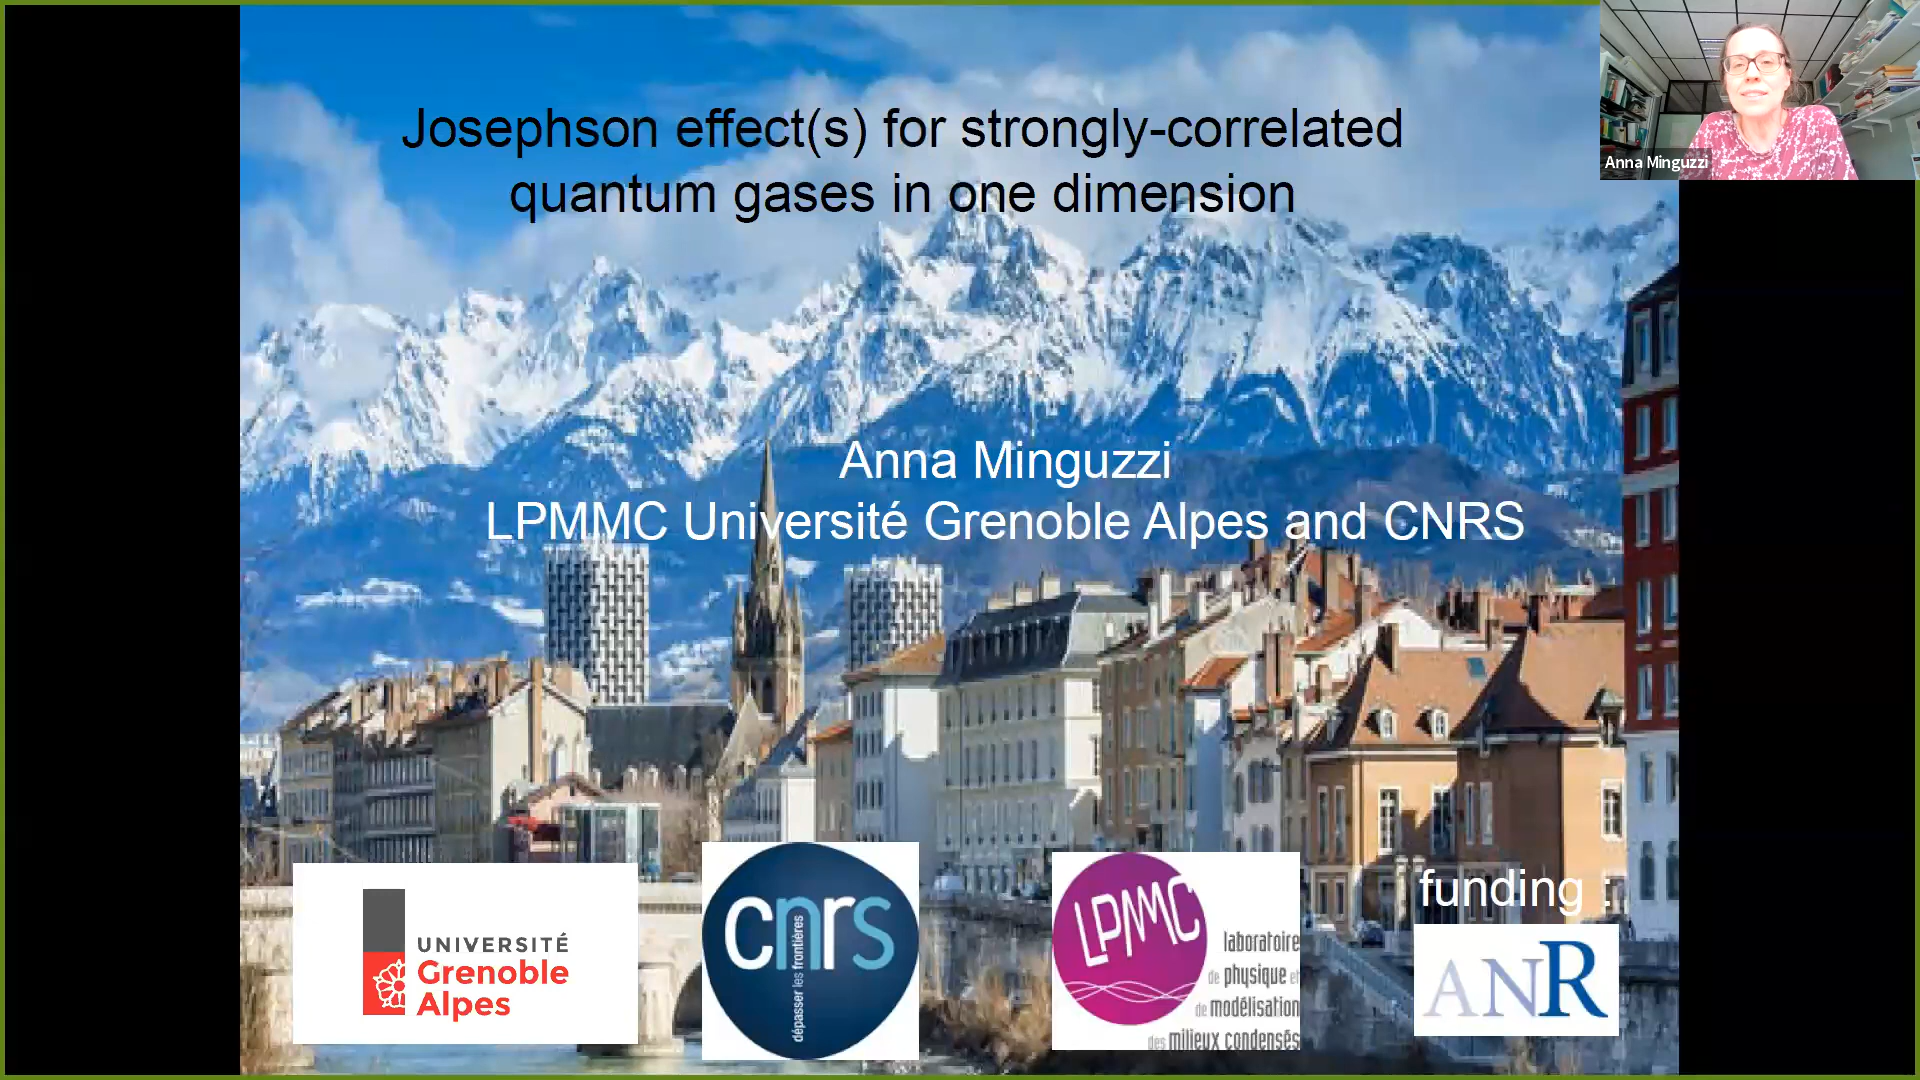 Josephson effect(s) for strongly-correlated
quantum gases in one dimension
Anna Minguzzi
Anna Minguzzi
LPMMC Université Grenoble Alpes and CNRS
funding :
UNIVERSITÉ
Grenoble
Alpes
cnrs
dépasser les frontières
LPMMC
laboratoire
de physique et
de modélisation
des milieux condensés
ANR